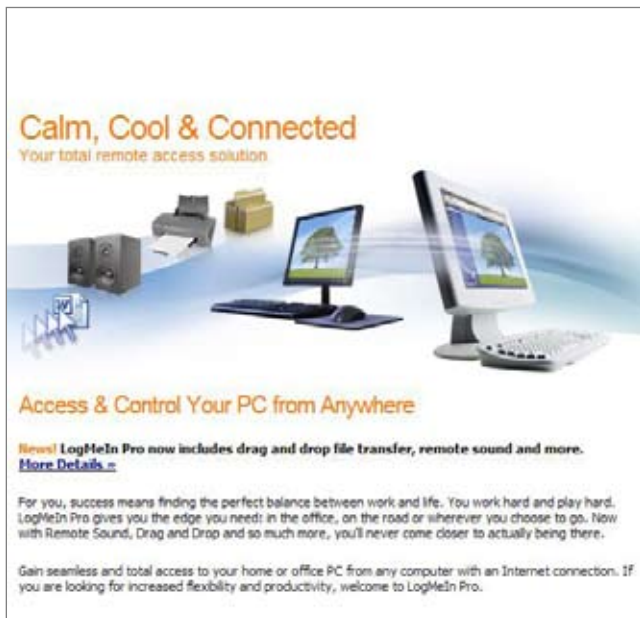 Calm, Cool & Connected
Your total remote access solution
W
Access & Control Your PC from Anywhere
News! LogMeIn Pro now includes drag and drop file transfer, remote sound and more.
More Details »
For you, success means finding the perfect balance between work and life. You work hard and play hard.
LogMeIn Pro gives you the edge you need: in the office, on the road or wherever you choose to go. Now
with Remote Sound, Drag and Drop and so much more, you'll never come closer to actually being there.
Gain seamless and total access to your home or office PC from any computer with an Internet connection. If
you are looking for increased flexibility and productivity, welcome to LogMeIn Pro.